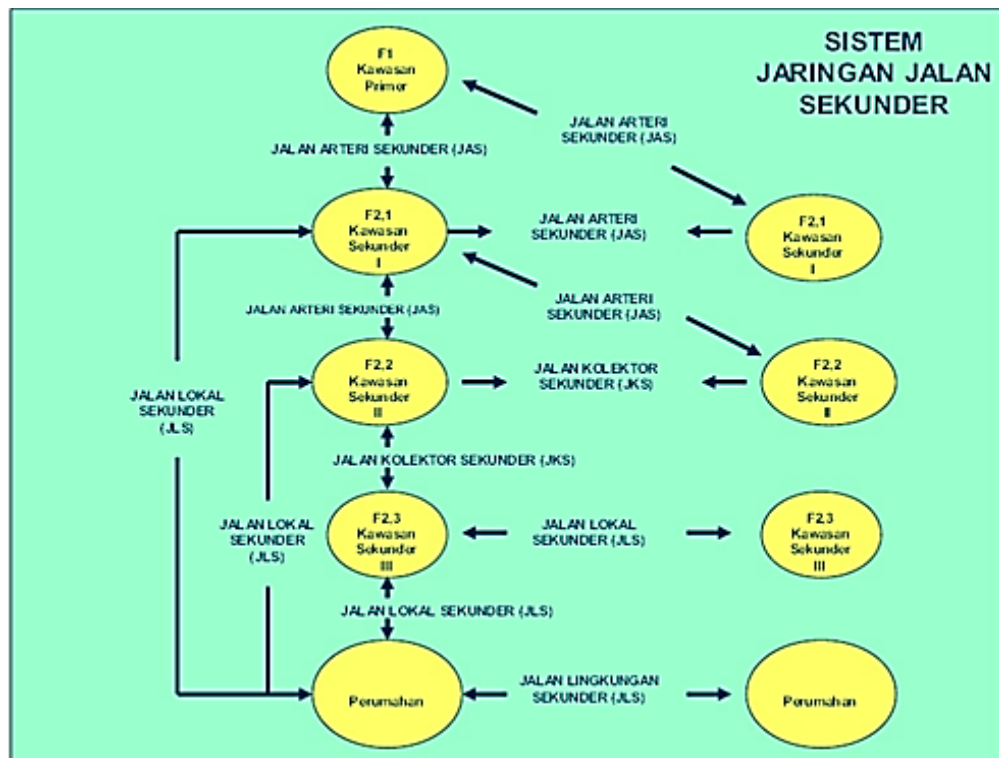 SISTEM
JARINGAN JALAN
SEKUNDER
F1
Kawasan
Primer
JALAN ARTERI SEKUNDER (JAS)
JALAN ARTERI
SEKUNDER (JAS)
F2,1
Kawasan
Sekunder
I
JALAN ARTERI
SEKUNDER (JAS)
F2,1
Kawasan
Sekunder
I
JALAN ARTERI SEKUNDER (JAS)
JALAN ARTERI
SEKUNDER (JAS)
F2,2
Kawasan
Sekunder
II
JALAN KOLEKTOR
SEKUNDER (JKS)
F2,2
Kawasan
Sekunder
II
JALAN LOKAL
SEKUNDER
(JLS)
JALAN KOLEKTOR SEKUNDER (JKS)
JALAN LOKAL
SEKUNDER
(JLS)
F2,3
Kawasan
Sekunder
III
JALAN LOKAL
SEKUNDER (JLS)
F2,3
Kawasan
Sekunder
III
JALAN LOKAL SEKUNDER (JLS)
Perumahan
JALAN LINGKUNGAN
SEKUNDER (JLS)
Perumahan